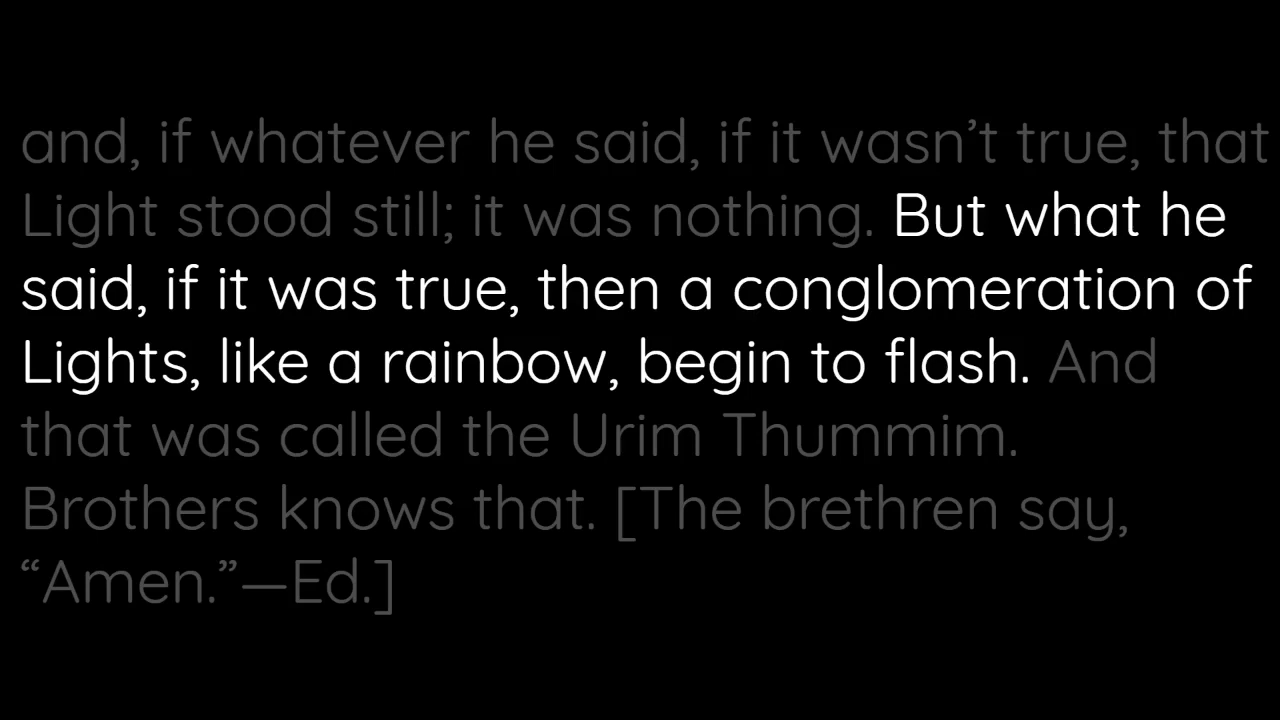 and, if whatever he said, if it wasn’t true, that
Light stood still; it was nothing. But what he
said, if it was true, then a conglomeration of
Lights, like a rainbow, begin to flash. And
that was called the Urim Thummim.
Brothers knows that. [The brethren say,
“Amen.”—Ed.]